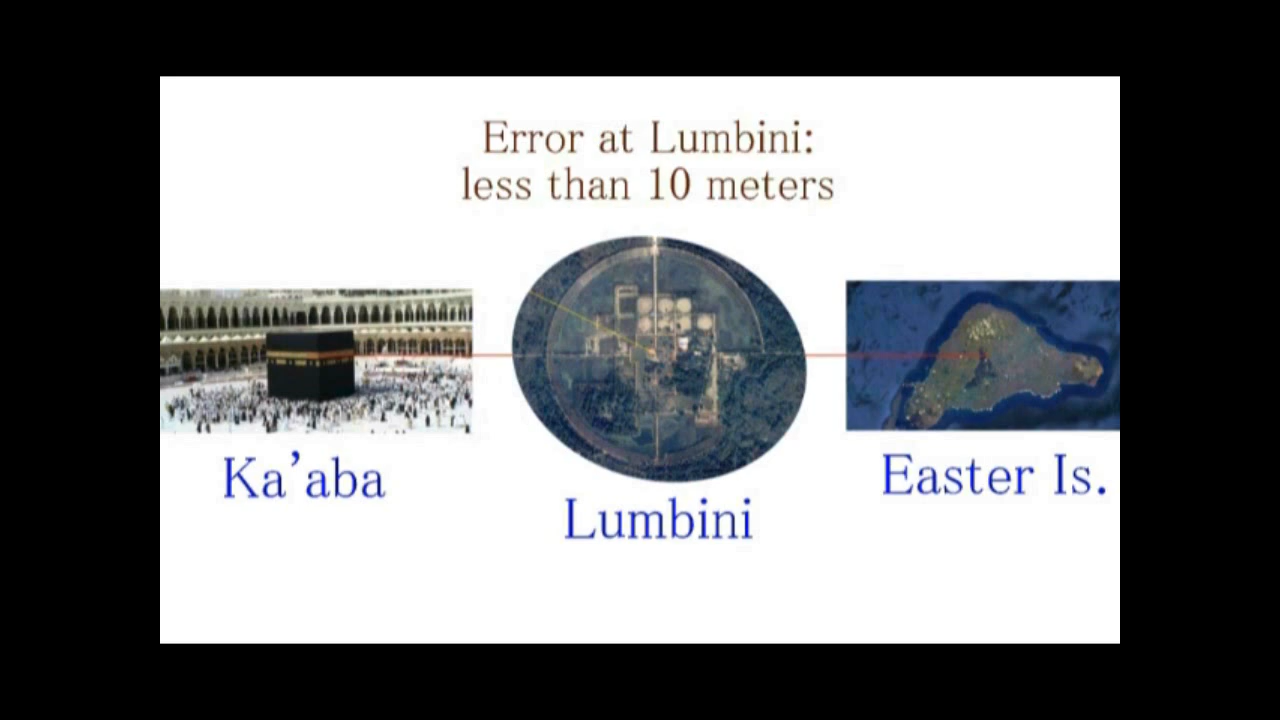 Error at Lumbini:
less than 10 meters
Ka'aba
Lumbini
Easter Is.